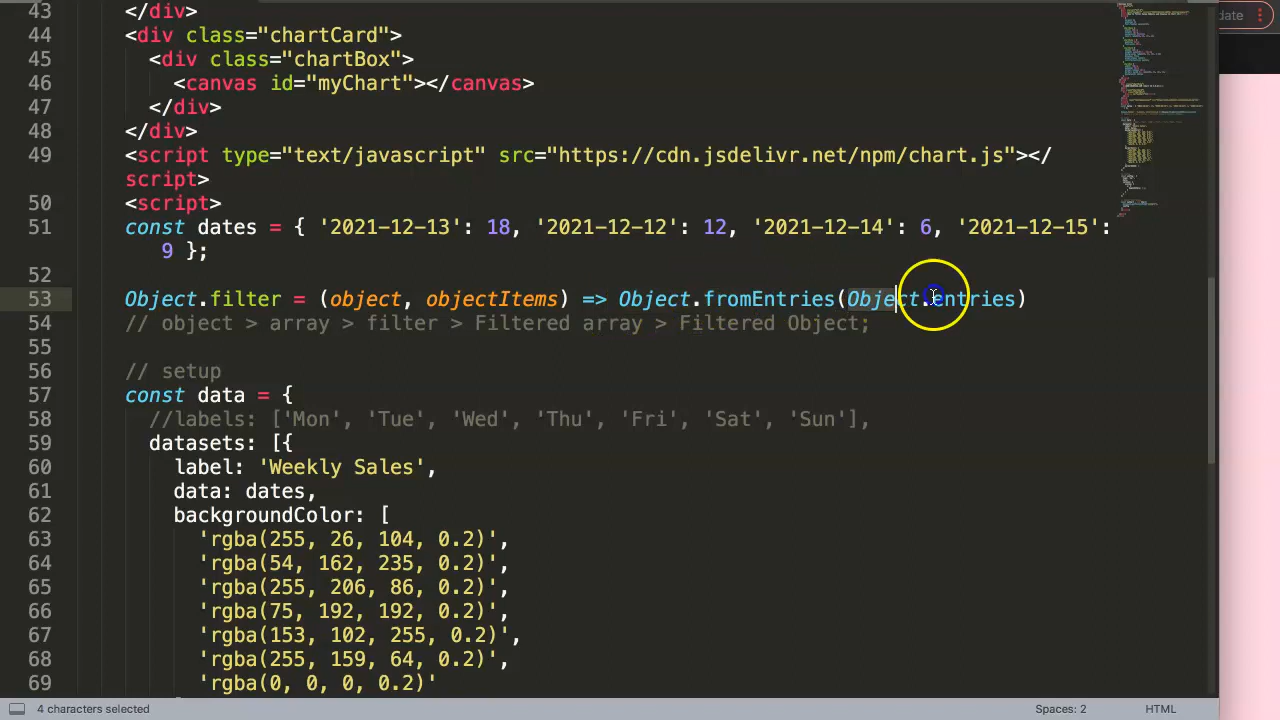 43 </div>
44 <div class="chartCard">
45 <div class="chartBox">
46 <canvas id="myChart"></canvas>
47 </div>
48 </div>
49 <script type="text/javascript" src="https://cdn.jsdelivr.net/npm/chart.js"></
script>
50 <script>
51 const dates = { '2021-12-13': 18, '2021-12-12': 12, '2021-12-14': 6, '2021-12-15':
9 };
52
53 Object.filter = (object, objectItems) => Object.fromEntries(Object.entries)
54 // object > array > filter > Filtered array > Filtered Object;
55
56 // setup
57 const data = {
58 //labels: ['Mon', 'Tue', 'Wed', 'Thu', 'Fri', 'Sat', 'Sun'],
59 datasets: [{
60 label: 'Weekly Sales',
61 data: dates,
62 backgroundColor: [
63 'rgba(255, 26, 104, 0.2)',
64 'rgba(54, 162, 235, 0.2)',
65 'rgba(255, 206, 86, 0.2)',
66 'rgba(75, 192, 192, 0.2)',
67 'rgba(153, 102, 255, 0.2)',
68 'rgba(255, 159, 64, 0.2)',
69 'rgba(0, 0, 0, 0.2)'
4 characters selected
Spaces: 2
HTML
date